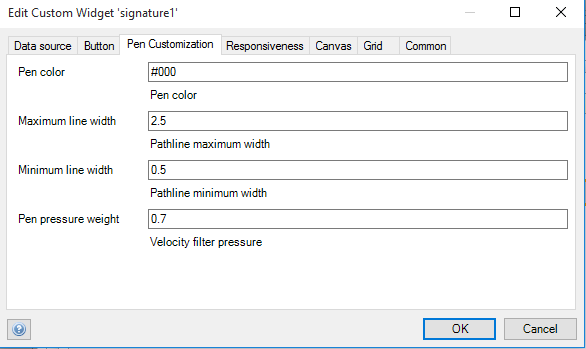 Edit Custom Widget 'signature1'
Data source Button Pen Customization Responsiveness Canvas Grid Common
Pen color #000
Pen color
Maximum line width 2.5
Pathline maximum width
Minimum line width 0.5
Pathline minimum width
Pen pressure weight 0.7
Velocity filter pressure
? OK Cancel